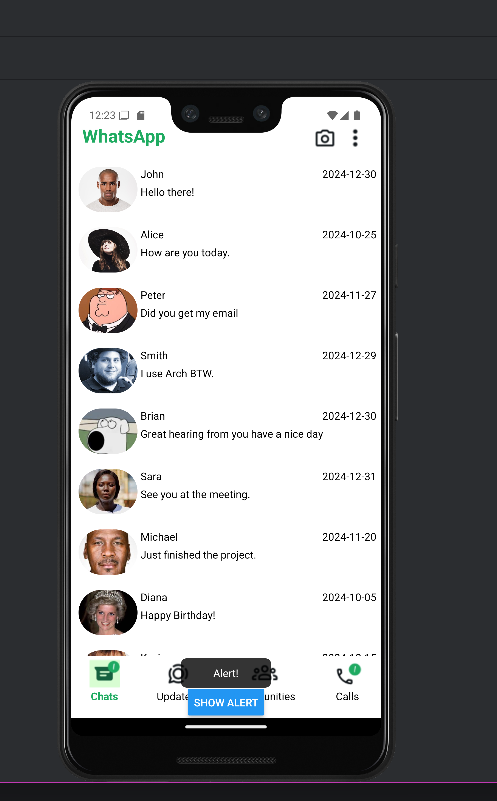 12:23
WhatsApp
John 2024-12-30
Hello there!
Alice 2024-10-25
How are you today.
Peter 2024-11-27
Did you get my email
Smith 2024-12-29
I use Arch BTW.
Brian 2024-12-30
Great hearing from you have a nice day
Sara 2024-12-31
See you at the meeting.
Michael 2024-11-20
Just finished the project.
Diana 2024-10-05
Happy Birthday!
Alert!
Chats Update unities Calls
SHOW ALERT